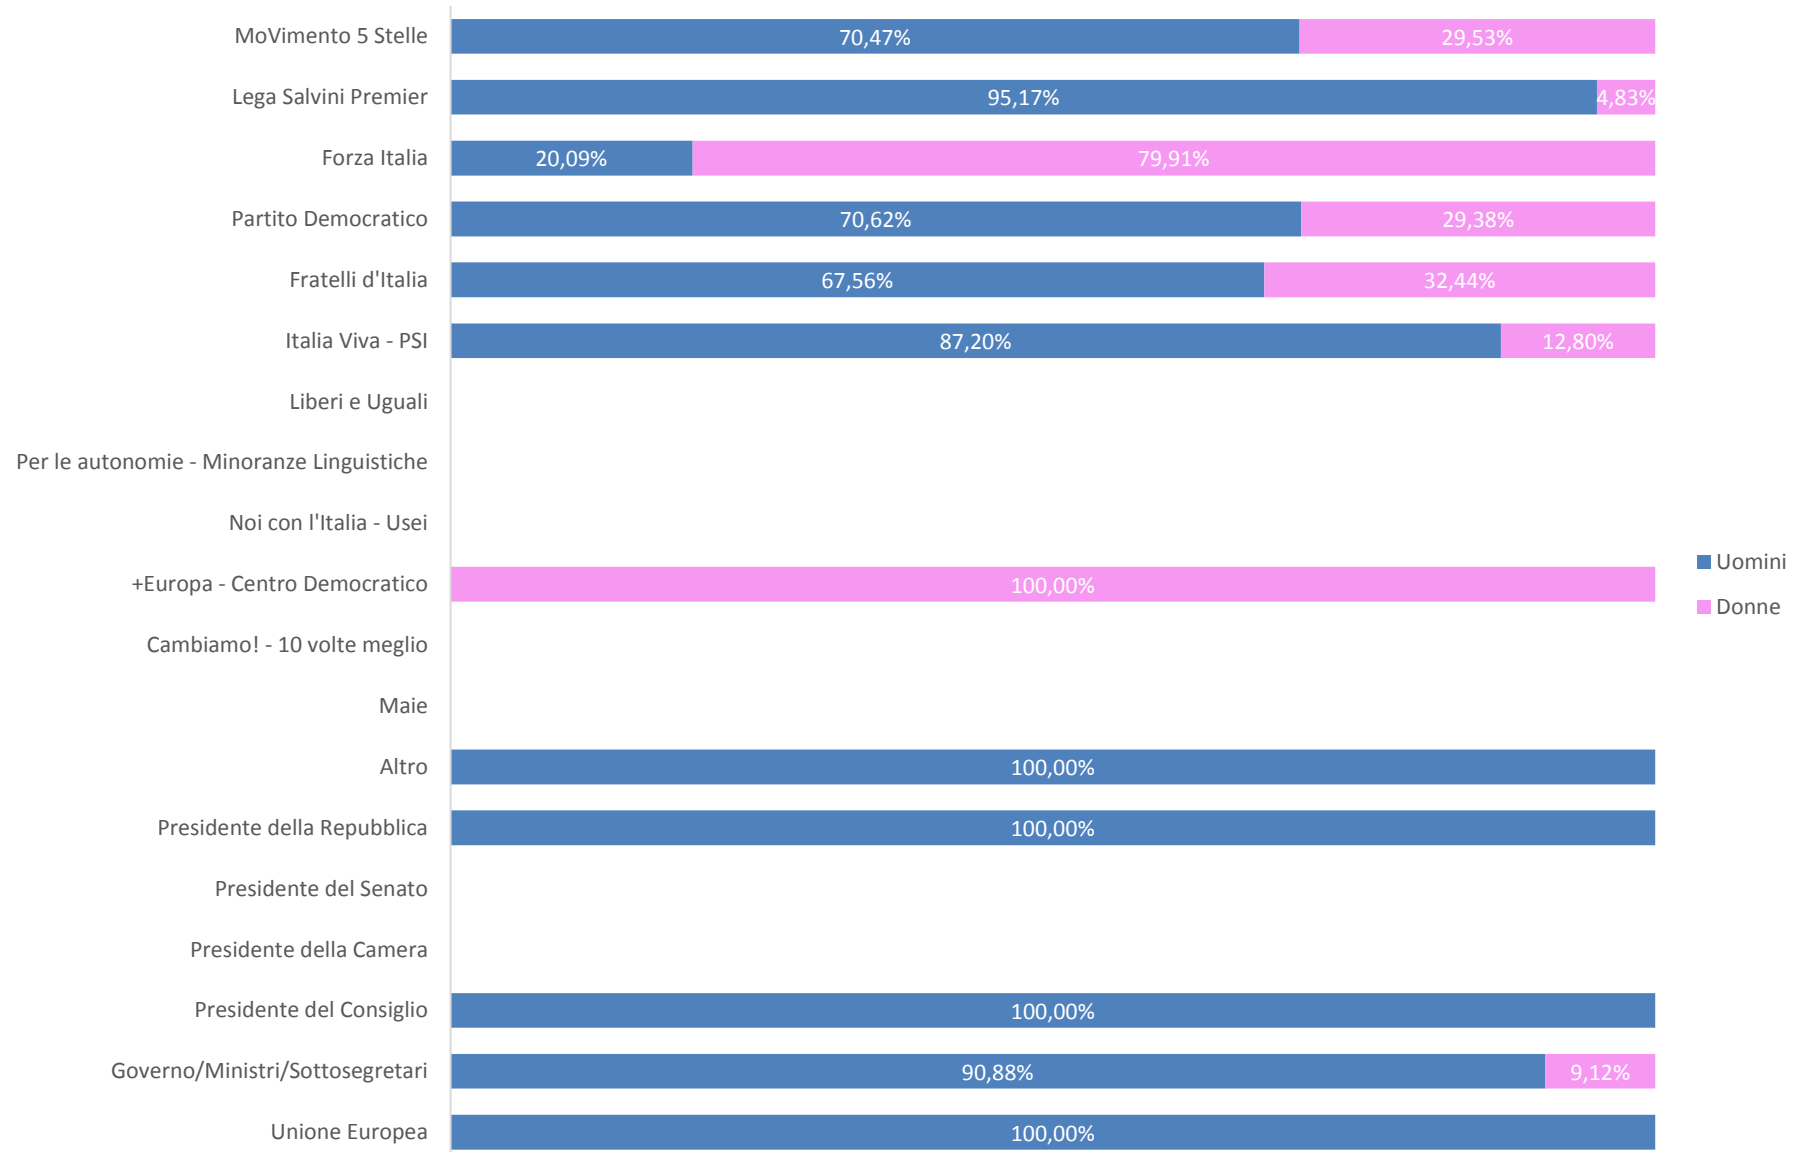 MoVimento 5 Stelle 70,47% 29,53%
Lega Salvini Premier 95,17% 4,83%
Forza Italia 20,09% 79,91%
Partito Democratico 70,62% 29,38%
Fratelli d'Italia 67,56% 32,44%
Italia Viva - PSI 87,20% 12,80%
Liberi e Uguali
Per le autonomie - Minoranze Linguistiche
Noi con l'Italia - Usei
+Europa - Centro Democratico 100,00%
Cambiamo! - 10 volte meglio
Maie
Altro 100,00%
Presidente della Repubblica 100,00%
Presidente del Senato
Presidente della Camera
Presidente del Consiglio 100,00%
Governo/Ministri/Sottosegretari 90,88% 9,12%
Unione Europea 100,00%
Uomini
Donne